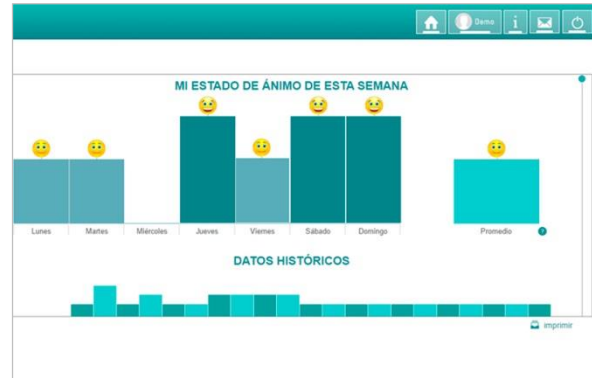 Demo
MI ESTADO DE ÁNIMO DE ESTA SEMANA
Lunes Martes Miércoles Jueves Viernes Sábado Domingo Promedio ?
DATOS HISTÓRICOS
imprimir